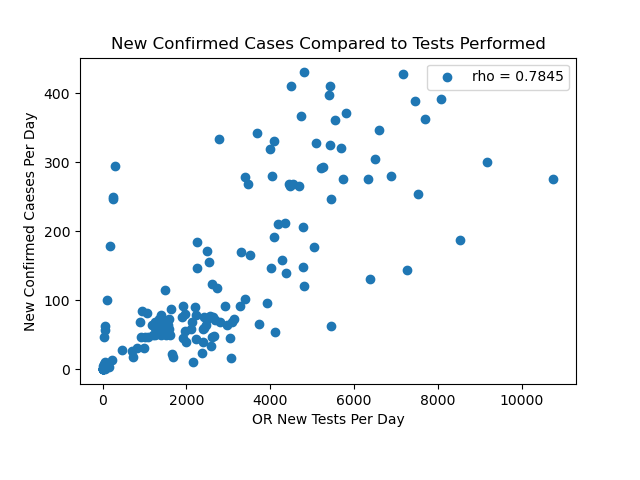 New Confirmed Cases Compared to Tests Performed
rho = 0.7845
New Confirmed Caeses Per Day
400
300
200
100
0
0 2000 4000 6000 8000 10000
OR New Tests Per Day